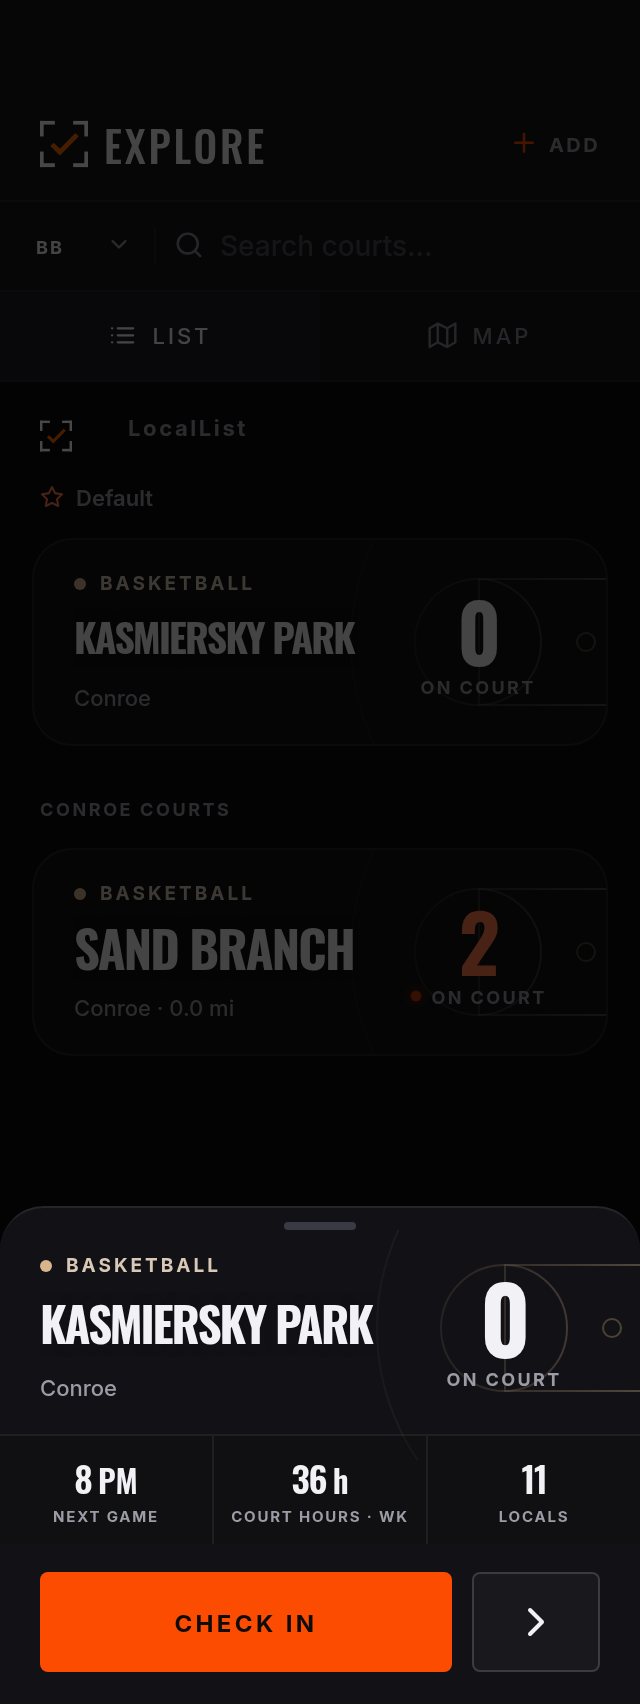 EXPLORE
ADD
BB
Search courts...
LIST
MAP
LocalList
Default
BASKETBALL
KASMIERSKY PARK
Conroe
0
ON COURT
CONROE COURTS
BASKETBALL
SAND BRANCH
Conroe · 0.0 mi
2
ON COURT
BASKETBALL
KASMIERSKY PARK
Conroe
0
ON COURT
8 PM
NEXT GAME
36 h
COURT HOURS · WK
11
LOCALS
CHECK IN